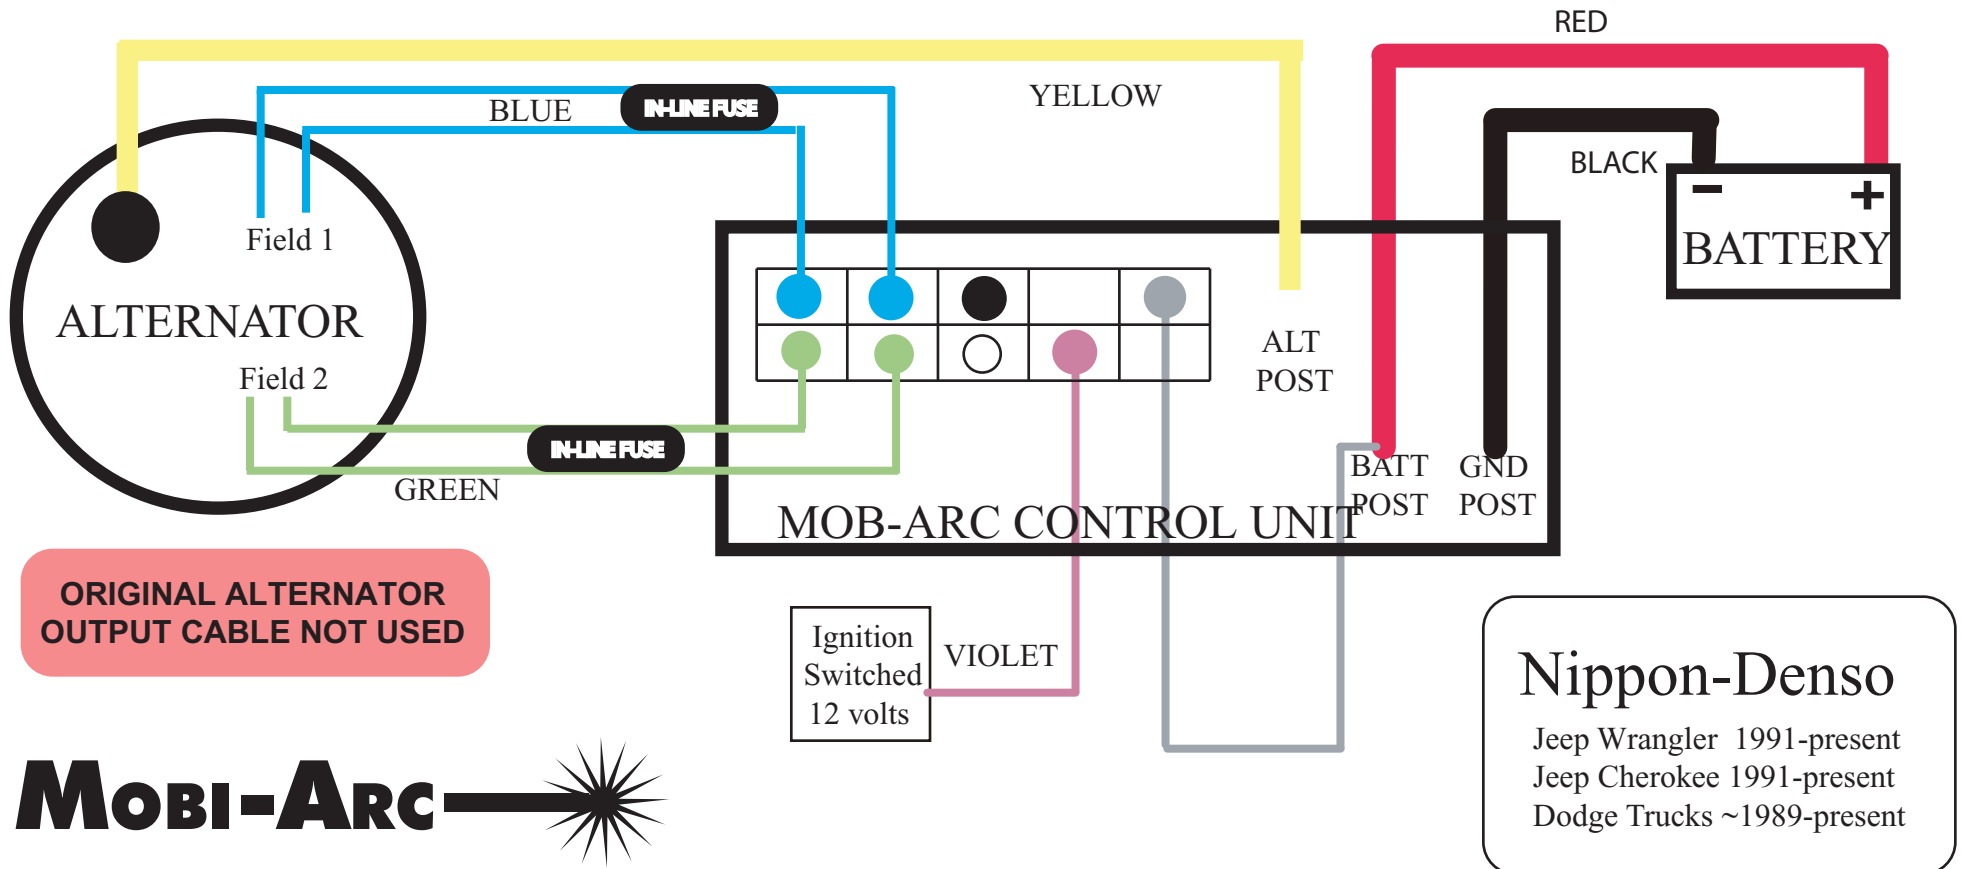 RED
YELLOW
BLUE
IN-LINE FUSE
BLACK
Field 1
ALTERNATOR
Field 2
IN-LINE FUSE
GREEN
- +
BATTERY
ALT
POST
BATT
POST
GND
POST
MOB-ARC CONTROL UNIT
ORIGINAL ALTERNATOR
OUTPUT CABLE NOT USED
Ignition
Switched
12 volts
VIOLET
Nippon-Denso
Jeep Wrangler 1991-present
Jeep Cherokee 1991-present
Dodge Trucks ~1989-present
MOBI-ARC